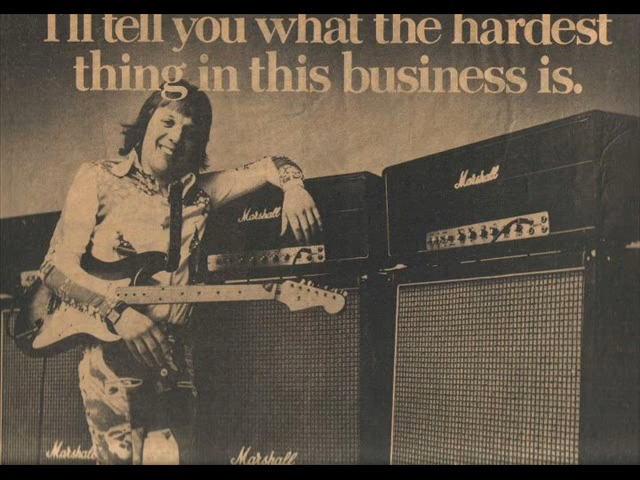 I'll tell you what the hardest
thing in this business is.
Marshall
Marshall
Marshall
Marshall